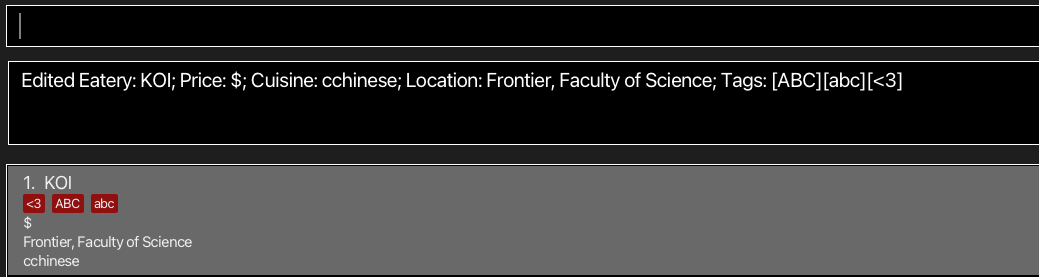 Edited Eatery: KOI; Price: $; Cuisine: cchinese; Location: Frontier, Faculty of Science; Tags: [ABC][abc][<3]
1. KOI
<3 ABC abc
$
Frontier, Faculty of Science
cchinese